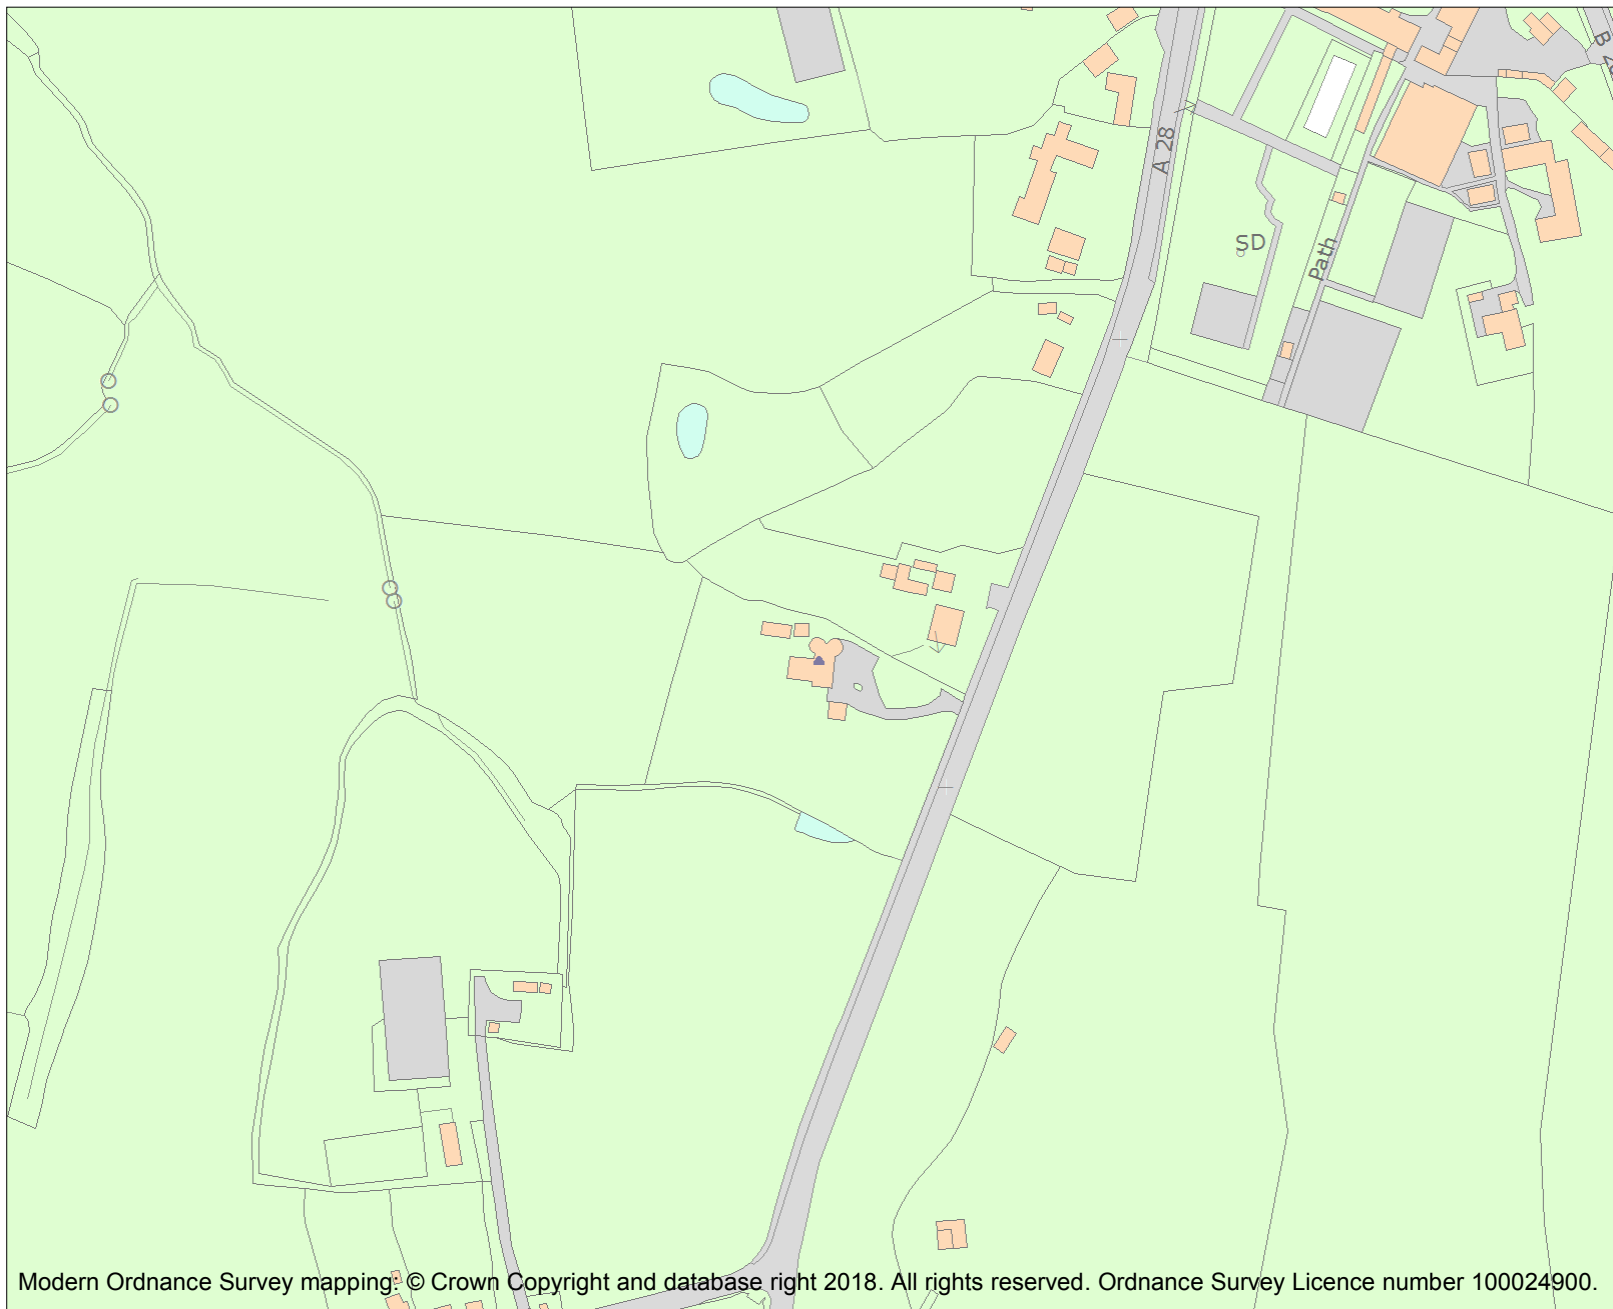 A 28
SD
Path
Modern Ordnance Survey mapping: © Crown Copyright and database right 2018. All rights reserved. Ordnance Survey Licence number 100024900.